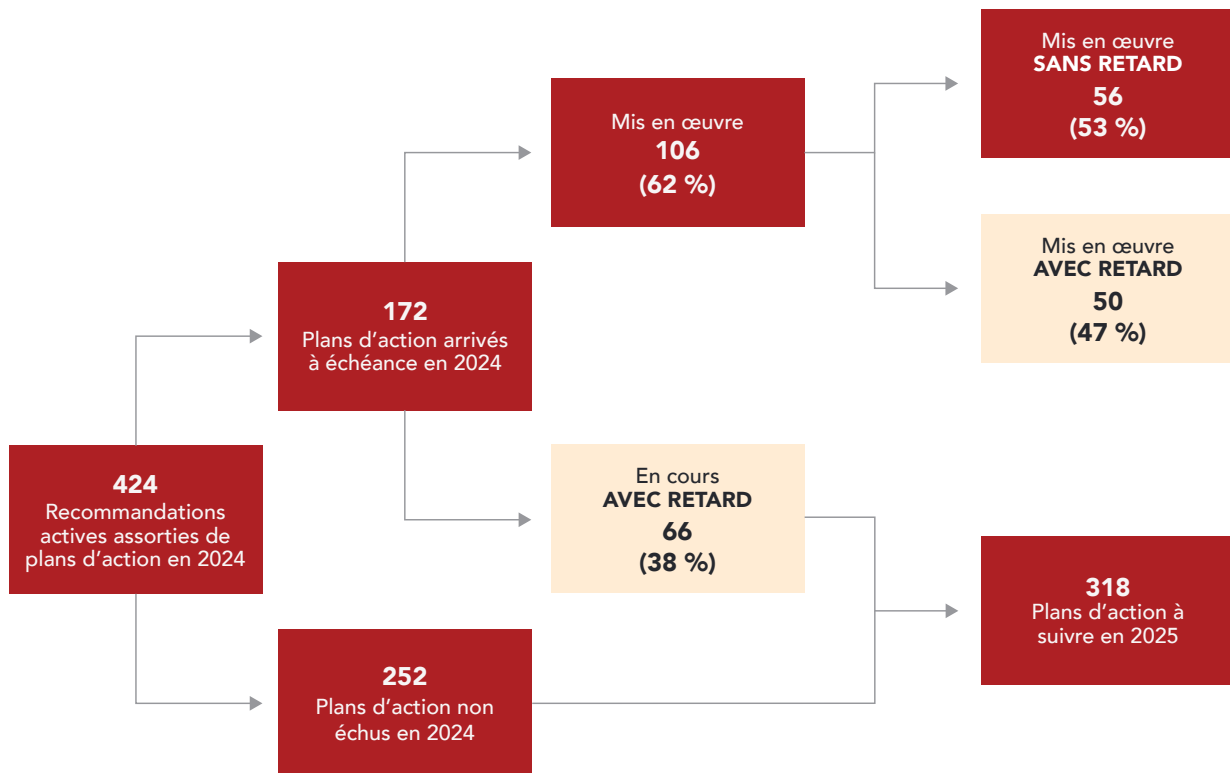 424
Recommandations
actives assorties de
plans d’action en 2024
172
Plans d’action arrivés
à échéance en 2024
252
Plans d’action non
échus en 2024
Mis en œuvre
106
(62 %)
En cours
AVEC RETARD
66
(38 %)
Mis en œuvre
SANS RETARD
56
(53 %)
Mis en œuvre
AVEC RETARD
50
(47 %)
318
Plans d’action à
suivre en 2025